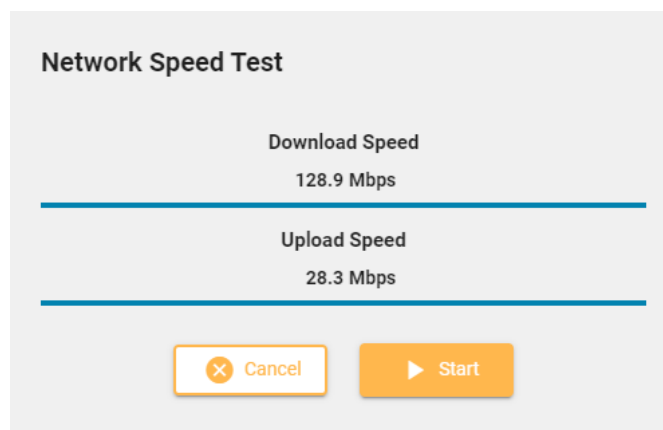 Network Speed Test
Download Speed
128.9 Mbps
Upload Speed
28.3 Mbps
Cancel
Start